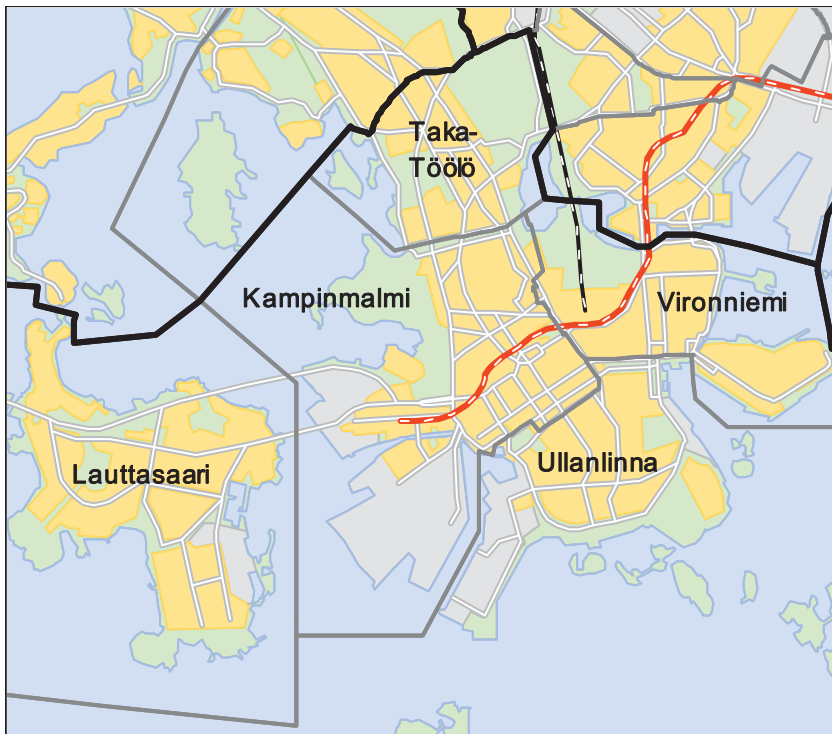 Taka-
Töölö
Kampinmalmi
Vironniemi
Lauttasaari
Ullanlinna